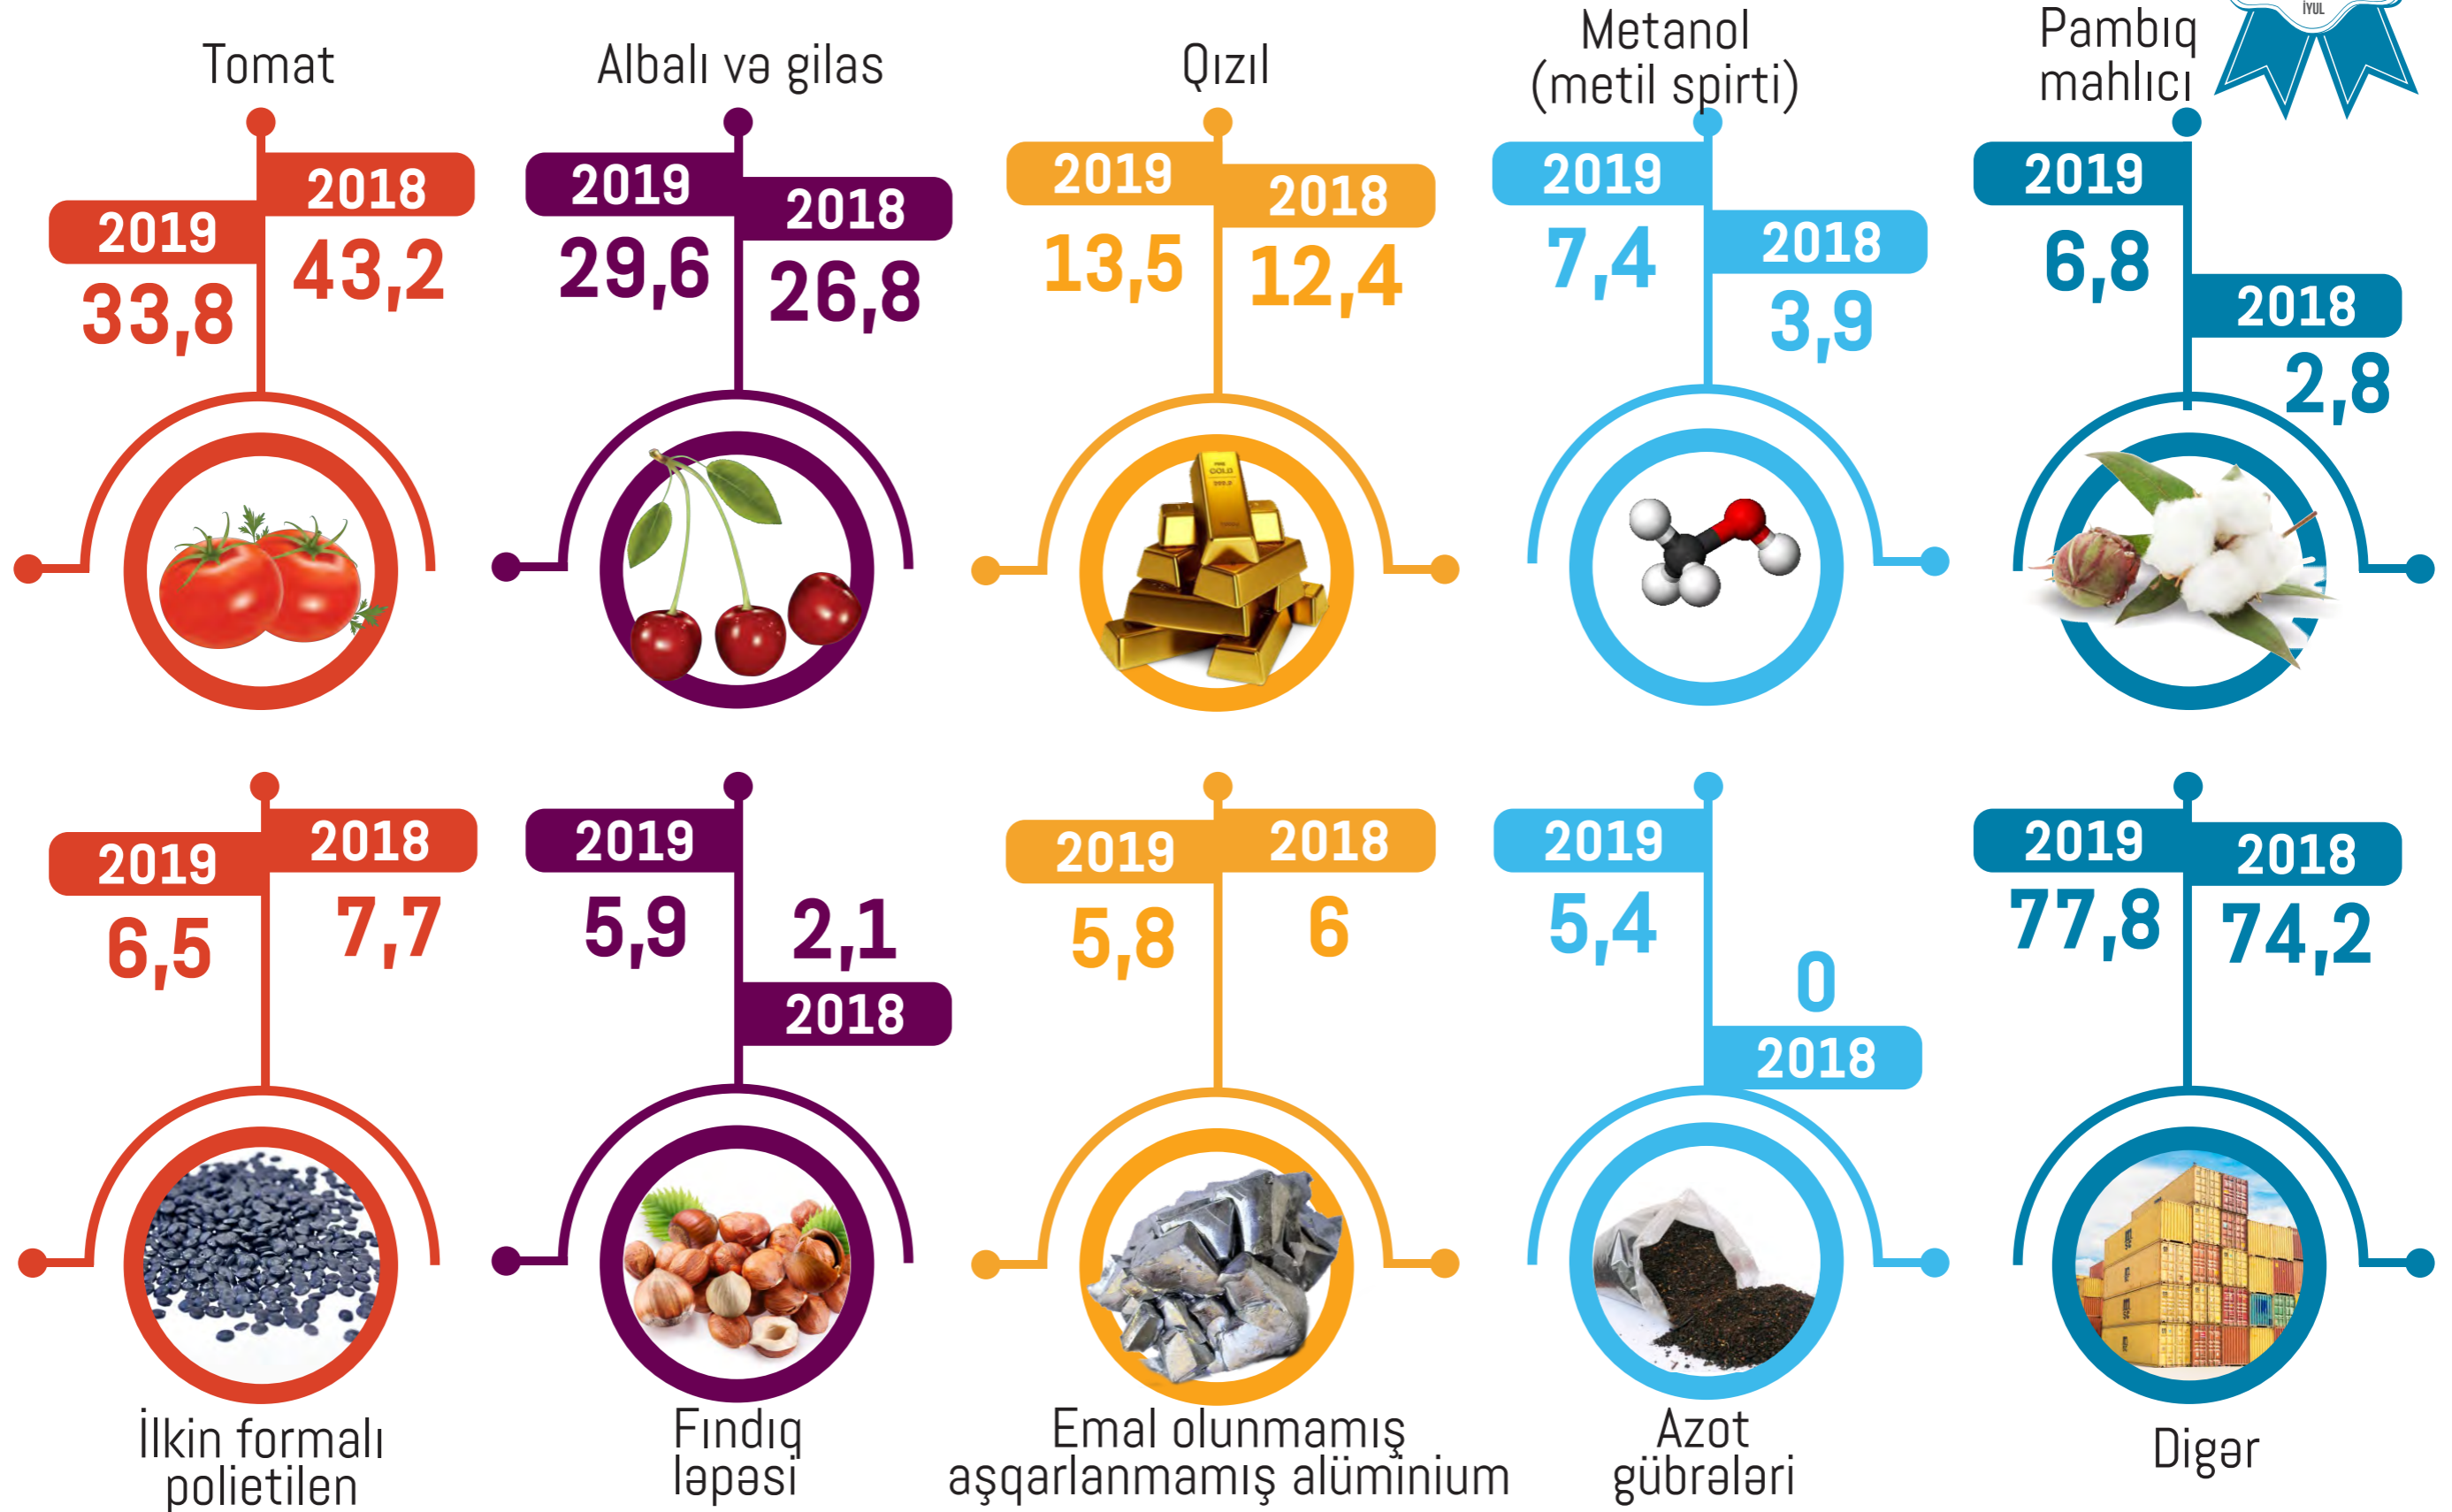 İYUL
Tomat
2019
33,8
2018
43,2
Albalı və gilas
2019
29,6
2018
26,8
Qızıl
2019
13,5
2018
12,4
Metanol
(metil spirti)
2019
7,4
2018
3,9
Pambıq
mahlıcı
2019
6,8
2018
2,8
2019
6,5
2018
7,7
İlkin formalı
polietilen
2019
5,9
2,1
2018
Fındıq
ləpəsi
2019
5,8
2018
6
Emal olunmamış
aşqarlanmamış alüminium
2019
5,4
0
2018
Azot
gübrələri
2019
77,8
2018
74,2
Digər